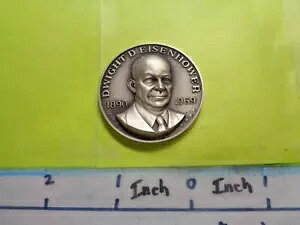 DWIGHT D EISENHOWER
1890 1969
2 1 Inch 0 Inch 1